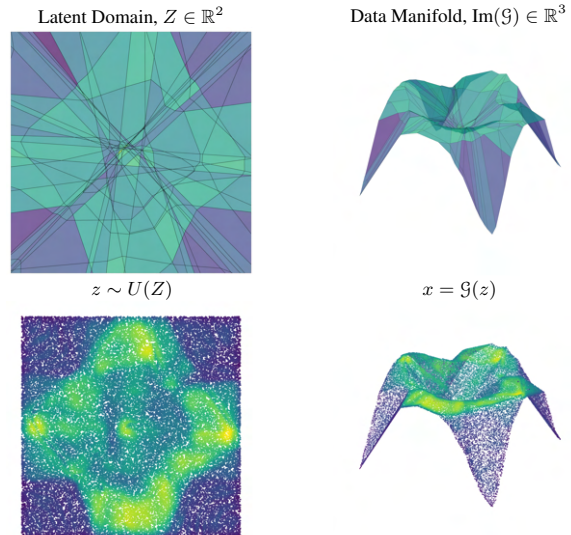 Latent Domain, Z ∈ ℝ²
Data Manifold, Im(𝒢) ∈ ℝ³
z ∼ U(Z)
x = 𝒢(z)